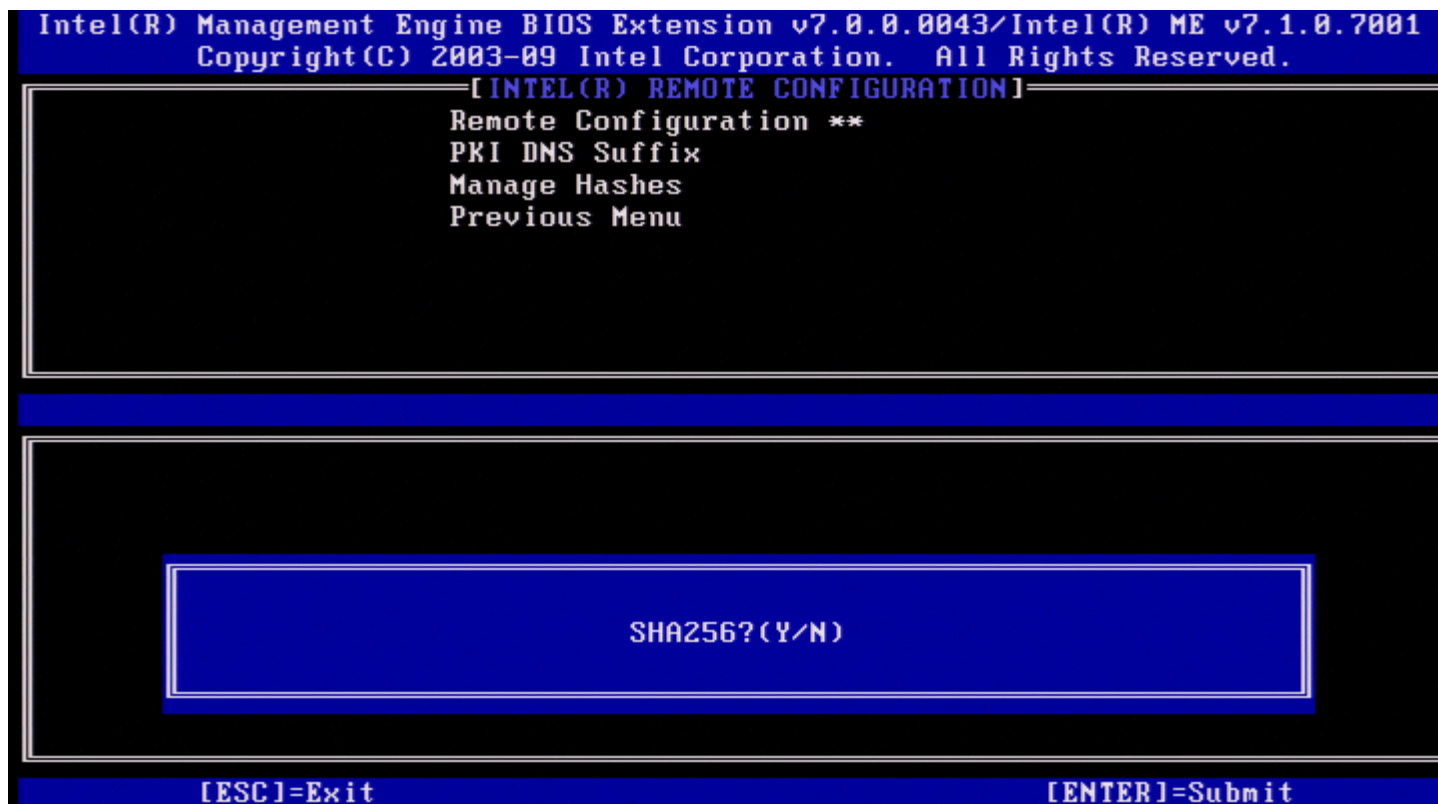 Intel(R) Management Engine BIOS Extension v7.0.0.0043/Intel(R) ME v7.1.0.7001
Copyright(C) 2003-09 Intel Corporation. All Rights Reserved.
[INTEL(R) REMOTE CONFIGURATION]
Remote Configuration **
PKI DNS Suffix
Manage Hashes
Previous Menu
SHA256?(Y/N)
[ESC]=Exit [ENTER]=Submit